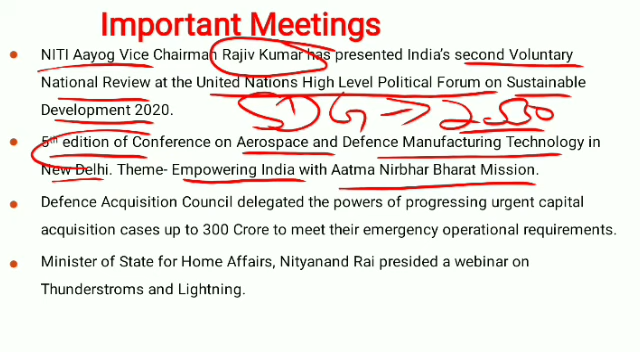 Important Meetings
NITI Aayog Vice Chairman Rajiv Kumar has presented India's second Voluntary
National Review at the United Nations High Level Political Forum on Sustainable
Development 2020.
SDG → 2030
5th edition of Conference on Aerospace and Defence Manufacturing Technology in
New Delhi. Theme- Empowering India with Aatma Nirbhar Bharat Mission.
Defence Acquisition Council delegated the powers of progressing urgent capital
acquisition cases up to 300 Crore to meet their emergency operational requirements.
Minister of State for Home Affairs, Nityanand Rai presided a webinar on
Thunderstroms and Lightning.